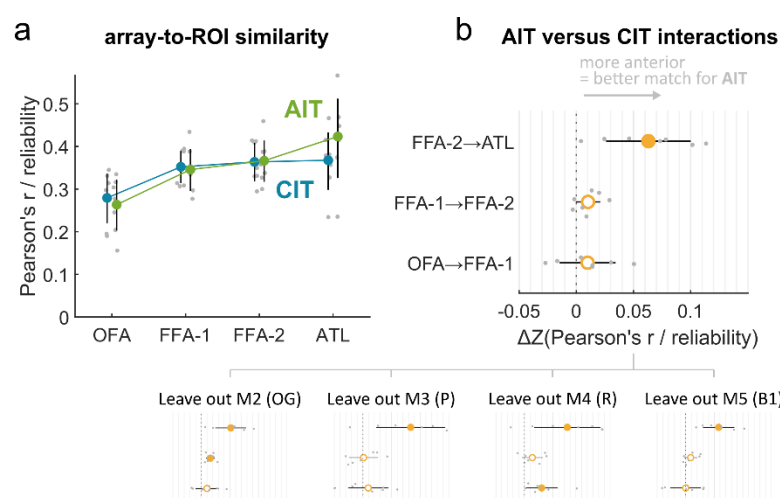 a
array-to-ROI similarity
Pearson's r / reliability
0.5
0.4
0.3
0.2
0.1
0
AIT
CIT
OFA
FFA-1
FFA-2
ATL
b
AIT versus CIT interactions
more anterior
= better match for AIT
FFA-2→ATL
FFA-1→FFA-2
OFA→FFA-1
-0.05
0
0.05
0.1
ΔZ(Pearson's r / reliability)
Leave out M2 (OG)
Leave out M3 (P)
Leave out M4 (R)
Leave out M5 (B1)